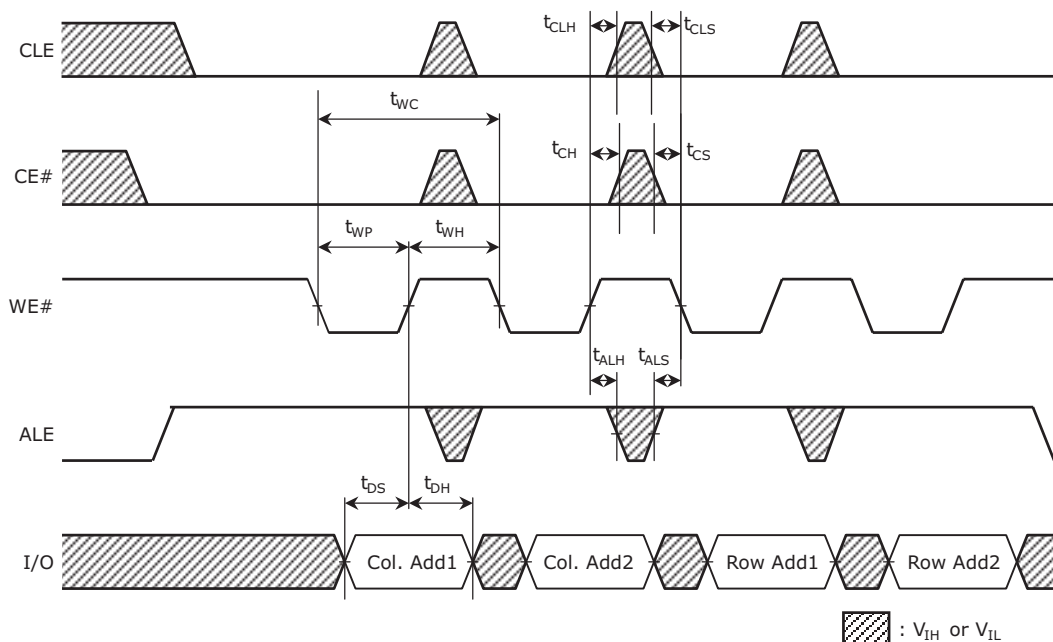 CLE
t_CLH
t_CLS
t_WC
CE#
t_CH
t_CS
t_WP
t_WH
WE#
t_ALH
t_ALS
ALE
t_DS
t_DH
I/O
Col. Add1
Col. Add2
Row Add1
Row Add2
: V_IH or V_IL